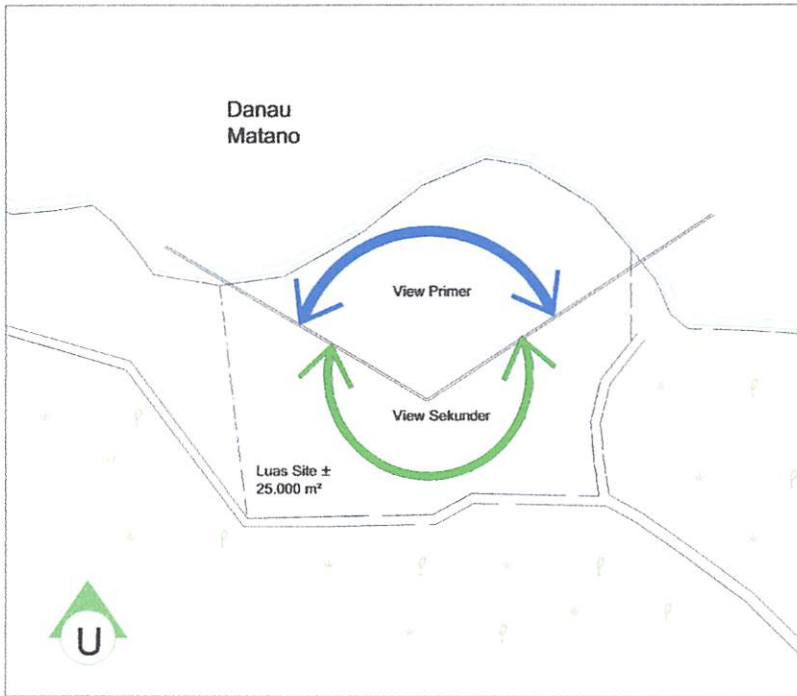 Danau
Matano
View Primer
View Sekunder
Luas Site ±
25.000 m²
U